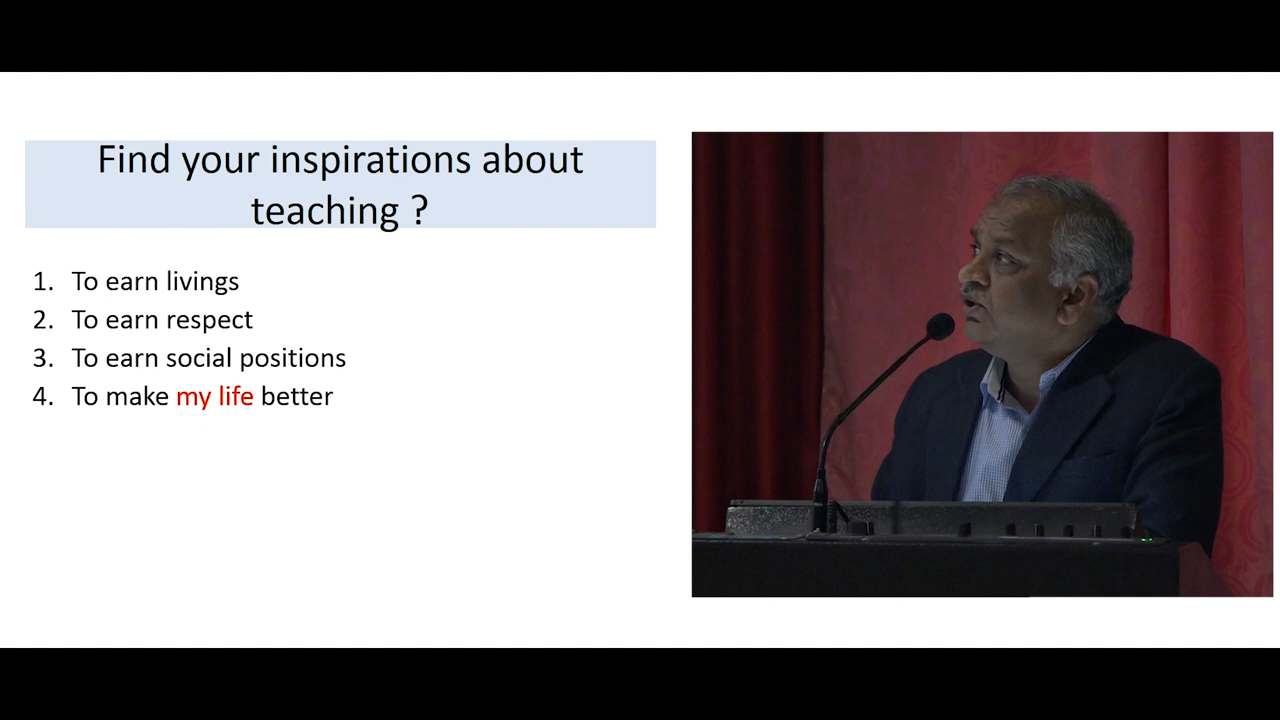 Find your inspirations about
teaching ?
1. To earn livings
2. To earn respect
3. To earn social positions
4. To make my life better